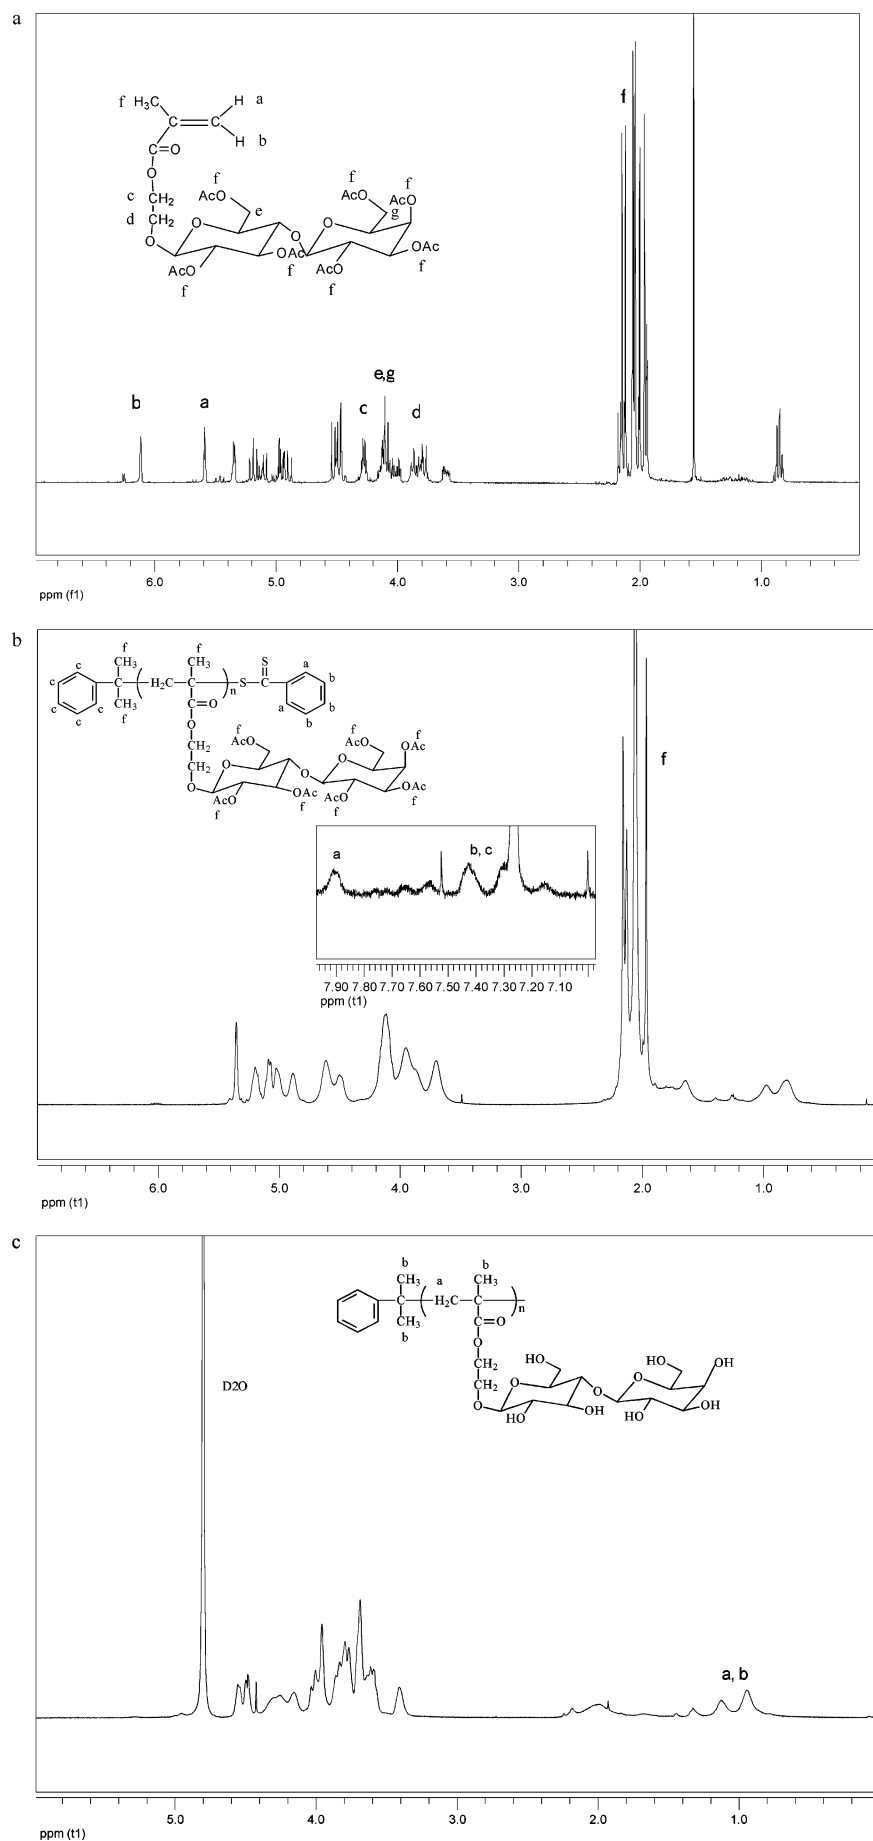 a
f H₃C H a
C C
H b
C O
O
c CH₂
d CH₂
O
f AcO e
O
AcO f
OAc f
O
f AcO
f AcO g
O
f AcO
OAc f
AcO f
f
b a c e,g d
6.0 5.0 4.0 3.0 2.0 1.0
ppm (f1)
b
c c c c c
f CH₃
C
CH₃ f
H₂C
f CH₃
C
n
S
S
C
a b b b a
C=O
O
CH₂
CH₂
O
f AcO
O
AcO f
OAc f
O
f AcO
O
OAc f
AcO f
OAc f
f
a b, c
7.90 7.80 7.70 7.60 7.50 7.40 7.30 7.20 7.10
ppm (t1)
6.0 5.0 4.0 3.0 2.0 1.0
ppm (t1)
c
b CH₃
C
CH₃ b
a H₂C
b CH₃
C
n
C=O
O
CH₂
CH₂
O
HO
O
HO
OH
O
HO
O
OH
HO
OH
D2O
a, b
5.0 4.0 3.0 2.0 1.0
ppm (t1)